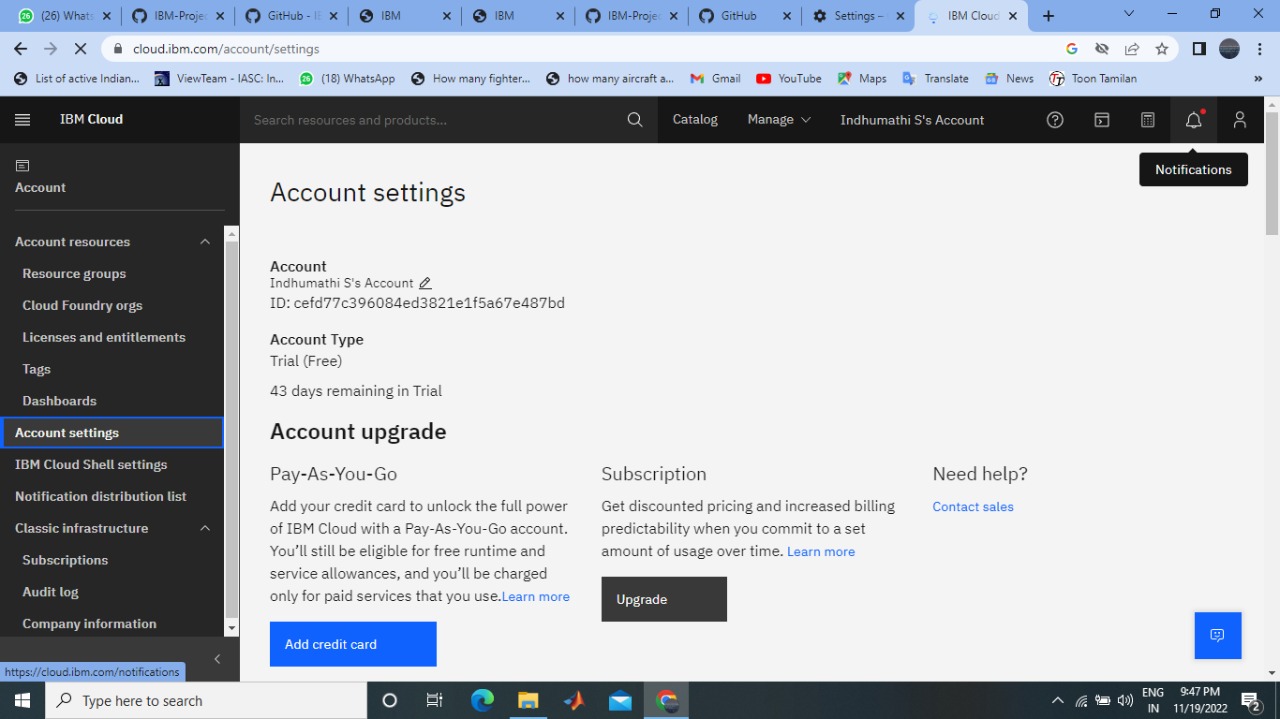 (26) Whats
IBM-Projec
GitHub - IB
IBM
IBM
IBM-Projec
GitHub
Settings –
IBM Cloud
cloud.ibm.com/account/settings
List of active Indian...
ViewTeam - IASC: In...
(18) WhatsApp
How many fighter...
how many aircraft a...
Gmail
YouTube
Maps
Translate
News
Toon Tamilan
»
IBM Cloud
Search resources and products...
Catalog
Manage
Indhumathi S's Account
Notifications
Account
Account resources
Resource groups
Cloud Foundry orgs
Licenses and entitlements
Tags
Dashboards
Account settings
IBM Cloud Shell settings
Notification distribution list
Classic infrastructure
Subscriptions
Audit log
Company information
Account settings
Account
Indhumathi S's Account
ID: cefd77c396084ed3821e1f5a67e487bd
Account Type
Trial (Free)
43 days remaining in Trial
Account upgrade
Pay-As-You-Go
Add your credit card to unlock the full power
of IBM Cloud with a Pay-As-You-Go account.
You’ll still be eligible for free runtime and
service allowances, and you’ll be charged
only for paid services that you use.Learn more
Add credit card
Subscription
Get discounted pricing and increased billing
predictability when you commit to a set
amount of usage over time. Learn more
Upgrade
Need help?
Contact sales
https://cloud.ibm.com/notifications
Type here to search
ENG
IN
9:47 PM
11/19/2022
2